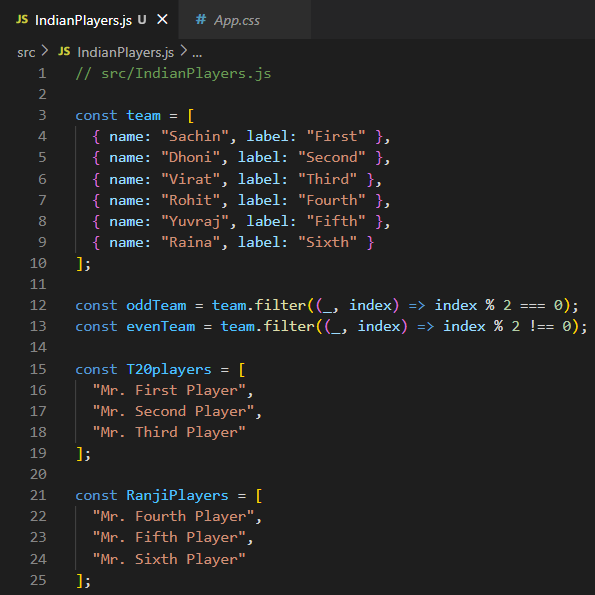 JS IndianPlayers.js U ✕ # App.css
src > JS IndianPlayers.js > ...
1 // src/IndianPlayers.js
2
3 const team = [
4   { name: "Sachin", label: "First" },
5   { name: "Dhoni", label: "Second" },
6   { name: "Virat", label: "Third" },
7   { name: "Rohit", label: "Fourth" },
8   { name: "Yuvraj", label: "Fifth" },
9   { name: "Raina", label: "Sixth" }
10 ];
11
12 const oddTeam = team.filter((_, index) => index % 2 === 0);
13 const evenTeam = team.filter((_, index) => index % 2 !== 0);
14
15 const T20players = [
16   "Mr. First Player",
17   "Mr. Second Player",
18   "Mr. Third Player"
19 ];
20
21 const RanjiPlayers = [
22   "Mr. Fourth Player",
23   "Mr. Fifth Player",
24   "Mr. Sixth Player"
25 ];